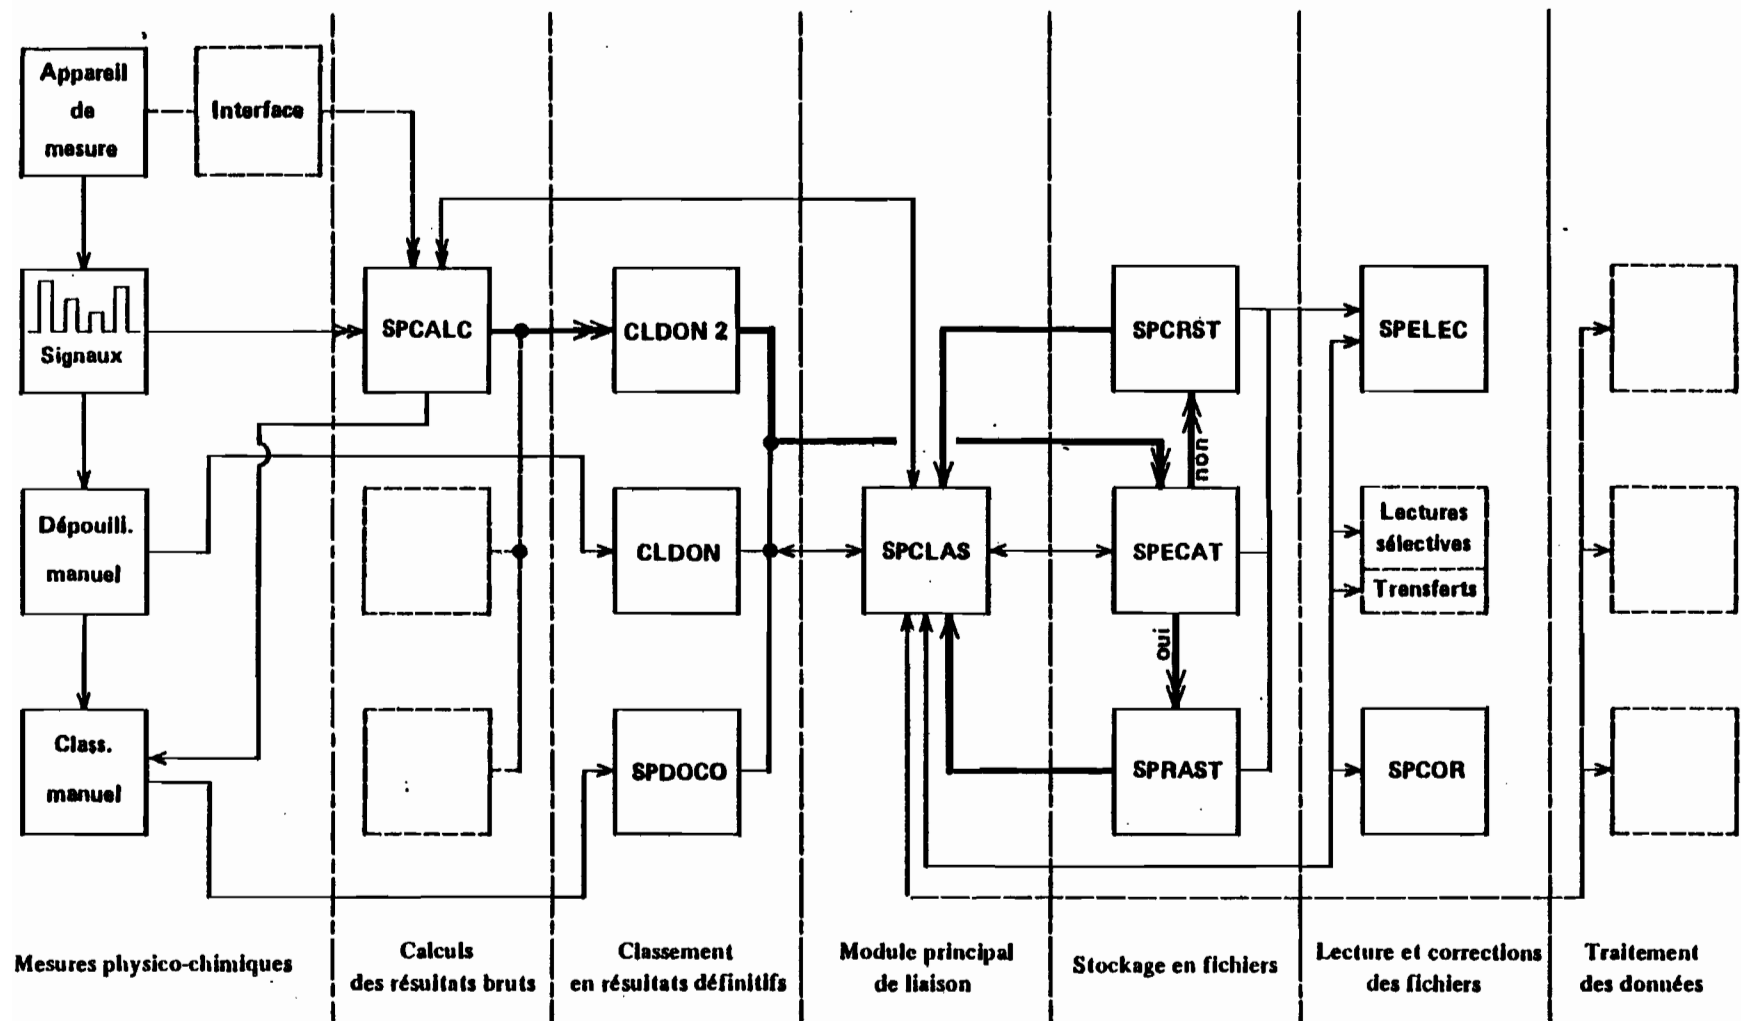 Appareil
de
mesure
Interface
Signaux
SPCALC
CLDON 2
SPCRST
SPELEC
non
Dépouill.
manuel
CLDON
SPCLAS
SPECAT
Lectures
sélectives
Transferts
oui
Class.
manuel
SPDOCO
SPRAST
SPCOR
Mesures physico-chimiques
Calculs
des résultats bruts
Classement
en résultats définitifs
Module principal
de liaison
Stockage en fichiers
Lecture et corrections
des fichiers
Traitement
des données